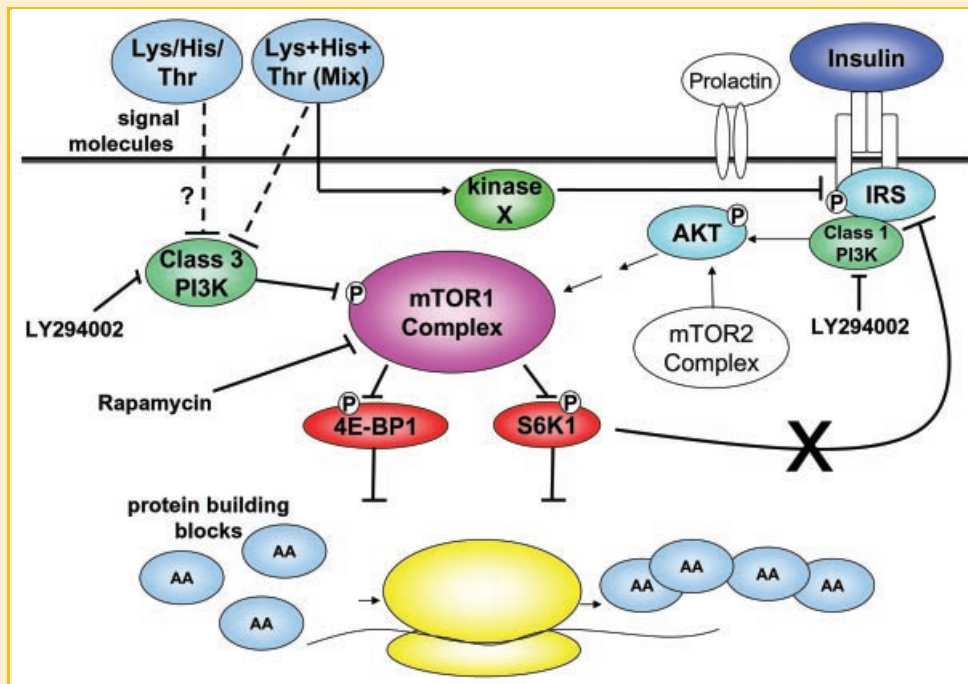 Lys/His/
Thr
Lys+His+
Thr (Mix)
signal
molecules
Prolactin
Insulin
?
kinase
X
P
IRS
P
AKT
Class 1
PI3K
Class 3
PI3K
P
mTOR1
Complex
LY294002
mTOR2
Complex
LY294002
Rapamycin
P
4E-BP1
P
S6K1
X
protein building
blocks
AA
AA
AA
AA
AA
AA
AA